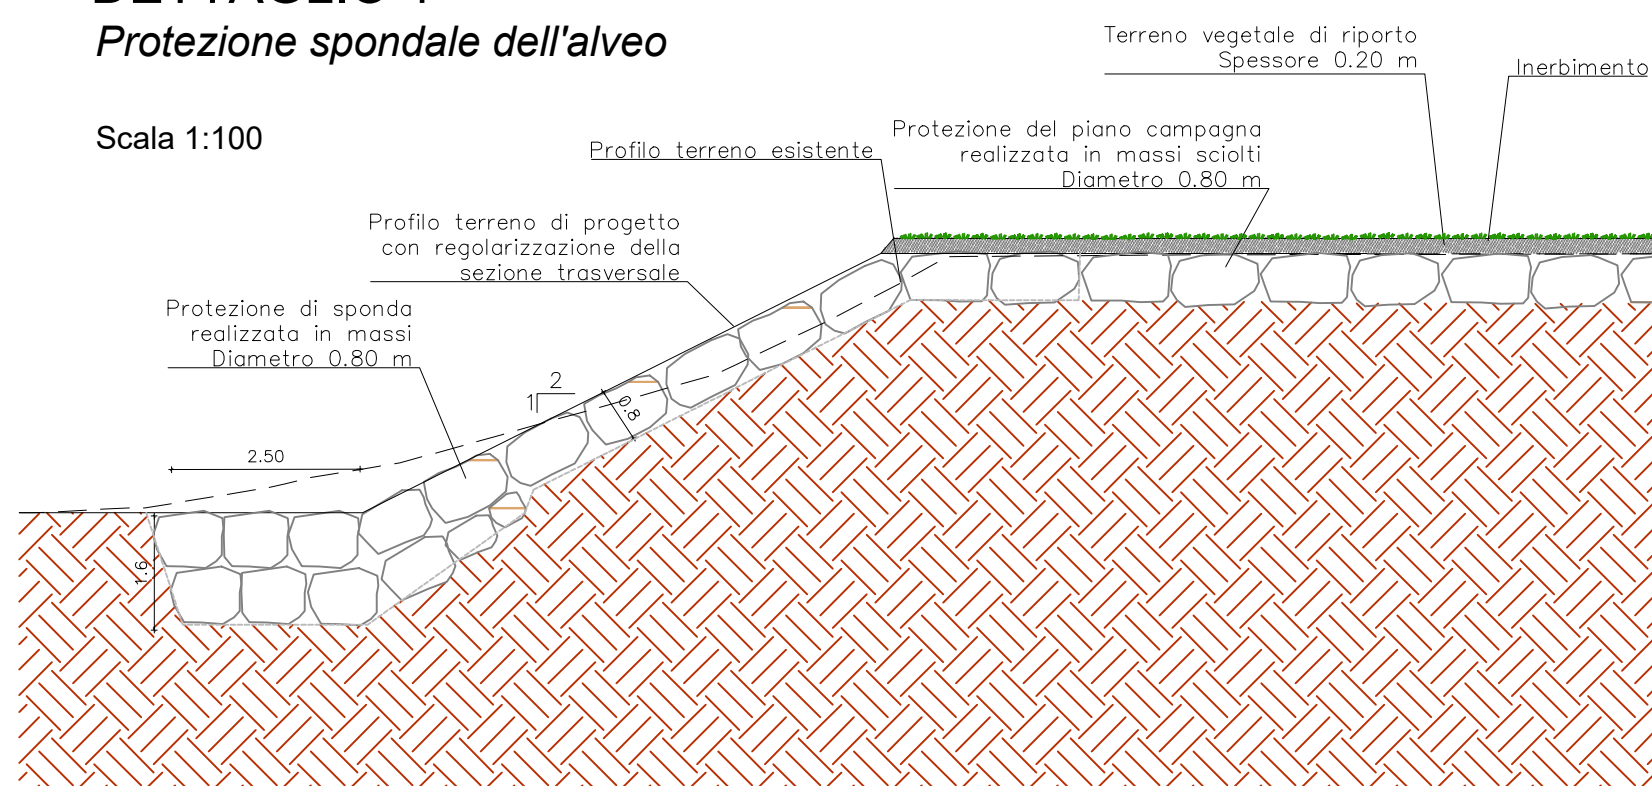 DETTAGLIO 1
Protezione spondale dell'alveo
Scala 1:100
Terreno vegetale di riporto
Spessore 0.20 m
Inerbimento
Protezione del piano campagna
realizzata in massi sciolti
Diametro 0.80 m
Profilo terreno esistente
Profilo terreno di progetto
con regolarizzazione della
sezione trasversale
Protezione di sponda
realizzata in massi
Diametro 0.80 m
2
1
0.8
2.50
1.6